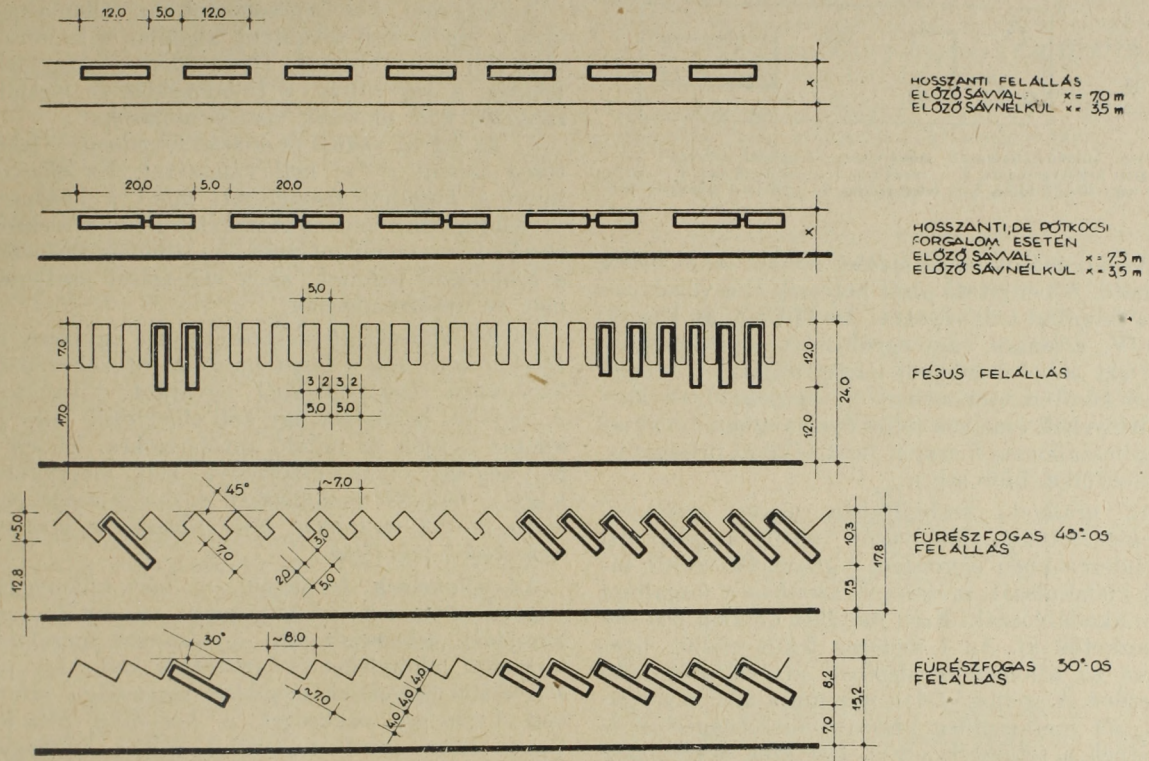 12,0 5,0 12,0
x
HOSSZANTI FELÁLLÁS
ELŐZŐ SÁVVAL: x = 7,0 m
ELŐZŐ SÁVNÉLKÜL x = 3,5 m
20,0 5,0 20,0
x
HOSSZANTI, DE PÓTKOCSI
FORGALOM ESETÉN
ELŐZŐ SÁVVAL: x = 7,5 m
ELŐZŐ SÁVNÉLKÜL x = 3,5 m
5,0
7,0
17,0
3 2 3 2
5,0 5,0
12,0
12,0
24,0
FÉSÜS FELÁLLÁS
~5,0
12,8
45°
~7,0
7,0
3,0
2,0
5,0
10,3
7,5
17,8
FÜRÉSZFOGAS 45°-OS
FELÁLLÁS
30°
~8,0
~7,0
4,0 4,0 4,0
8,2
7,0
15,2
FÜRÉSZFOGAS 30°-OS
FELÁLLÁS